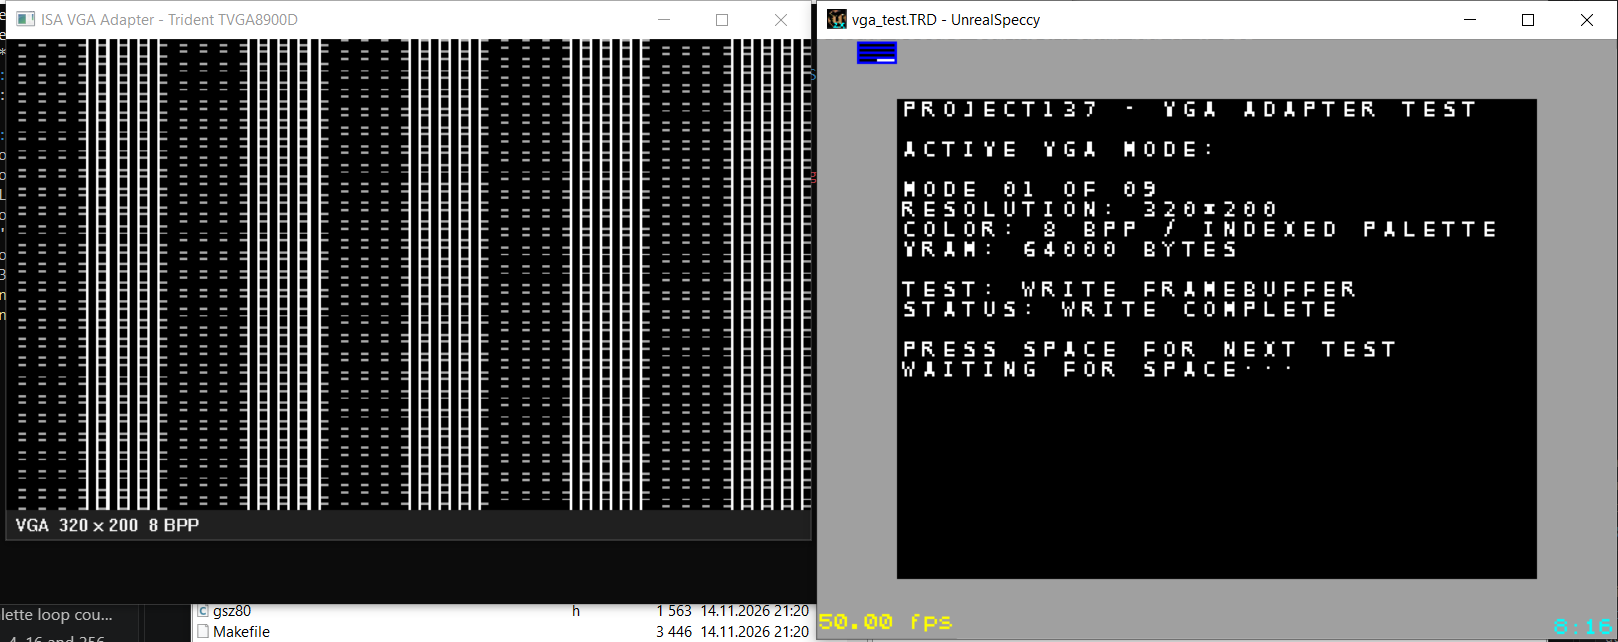 ISA VGA Adapter - Trident TVGA8900D
vga_test.TRD - UnrealSpeccy
PROJECT137 - VGA ADAPTER TEST
ACTIVE VGA MODE:
MODE 01 OF 09
RESOLUTION: 320x200
COLOR: 8 BPP / INDEXED PALETTE
VRAM: 64000 BYTES
TEST: WRITE FRAMEBUFFER
STATUS: WRITE COMPLETE
PRESS SPACE FOR NEXT TEST
WAITING FOR SPACE...
VGA 320 x 200 8 BPP
lette loop cou...
4, 16 and 256
gsz80 h 1 563 14.11.2026 21:20
Makefile 3 446 14.11.2026 21:20
50.00 fps
8:16